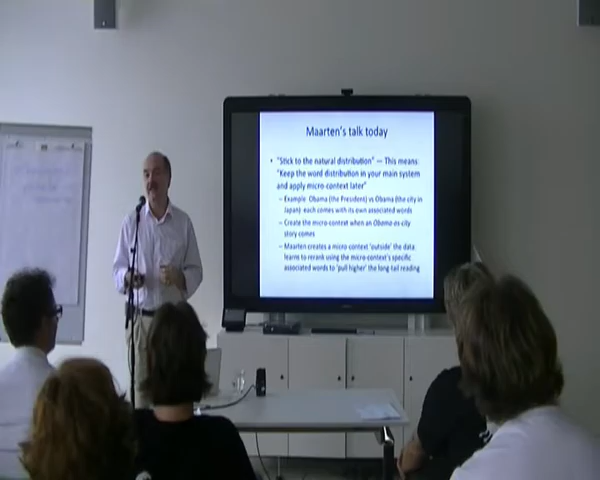 Maarten's talk today
• "Stick to the natural distribution" — This means:
"Keep the word distribution in your main system
and apply micro-context later"
– Example: Obama (the President) vs Obama (the city in
Japan): each comes with its own associated words
– Create the micro-context when an Obama-as-city
story comes
– Maarten creates a micro-context 'outside' the data
learns to rerank using the micro-context's specific
associated words to 'pull higher' the long tail reading